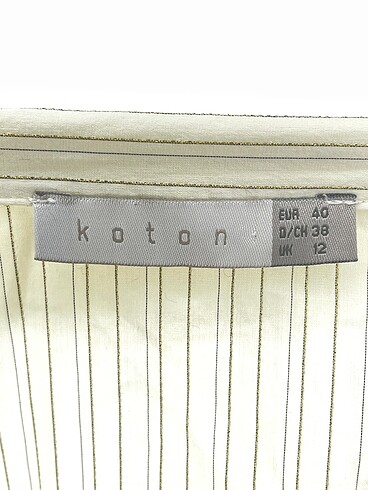 koton
EUR 40
D/CH 38
UK 12